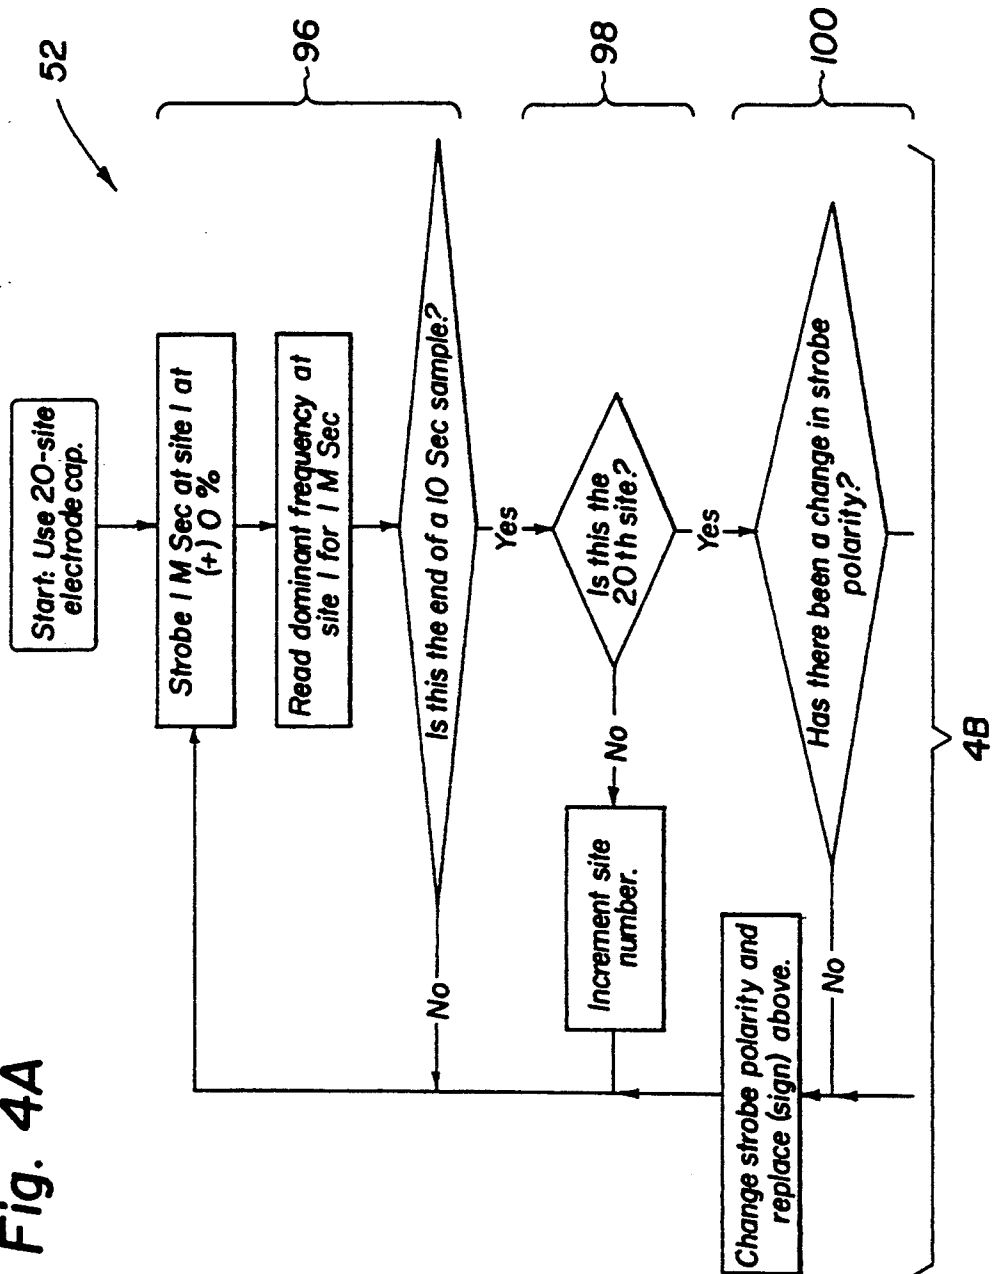 Fig. 4A
52
Start: Use 20-site
electrode cap.
Strobe 1 M Sec at site 1 at
(+) 0 %
Read dominant frequency at
site 1 for 1 M Sec
96
Is this the end of a 10 Sec sample?
No
Yes
98
Is this the
20th site?
No
Increment site
number.
Yes
100
Has there been a change in strobe
polarity?
No
Change strobe polarity and
replace (sign) above.
4B